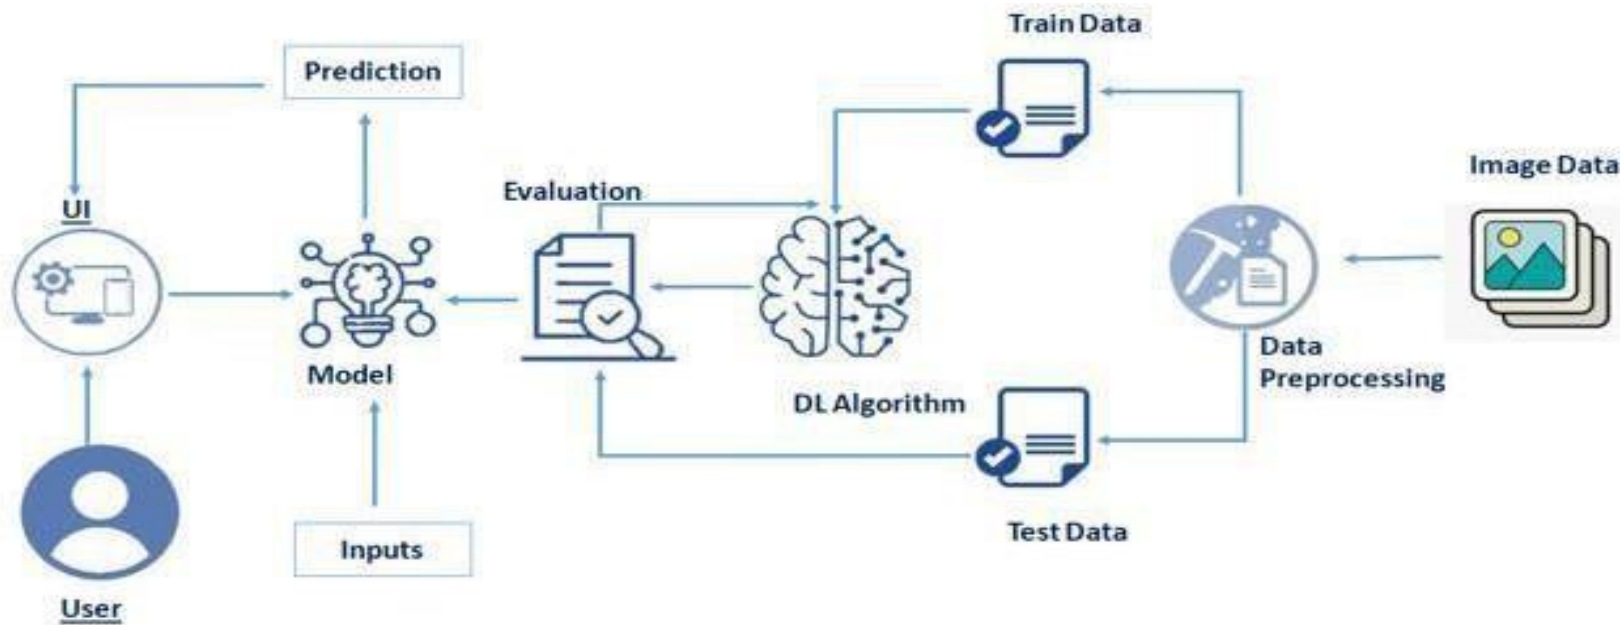 Train Data
Prediction
Image Data
Evaluation
UI
Data
Preprocessing
Model
DL Algorithm
Test Data
Inputs
User